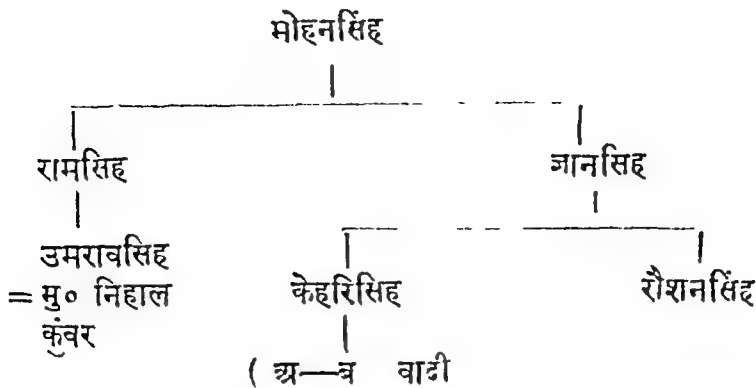 मोहनसिंह
रामसिह ज्ञानसिह
उमरावसिह केहरिसिह रौशनसिंह
= मु० निहाल
कुंवर
( अ—ब वादी